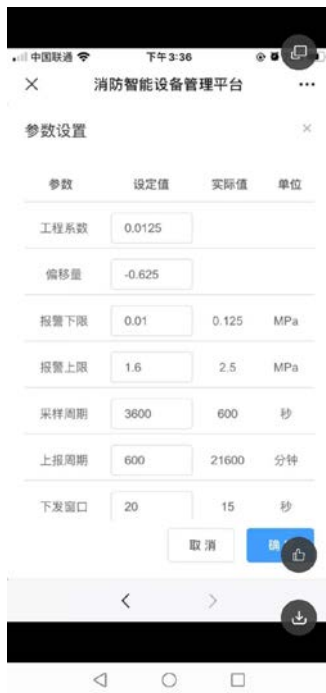 中国联通 下午3:36
消防智能设备管理平台
参数设置
参数 设定值 实际值 单位
工程系数 0.0125
偏移量 -0.625
报警下限 0.01 0.125 MPa
报警上限 1.6 2.5 MPa
采样周期 3600 600 秒
上报周期 600 21600 分钟
下发窗口 20 15 秒
取消